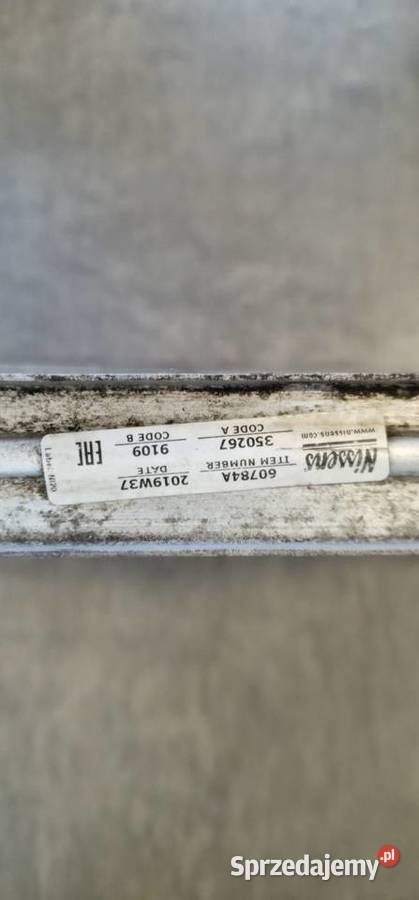 Nissens
www.nissens.com
ITEM NUMBER
60784A
DATE
2019W37
CODE A
350267
CODE B
9109
EAC
Sprzedajemy.pl